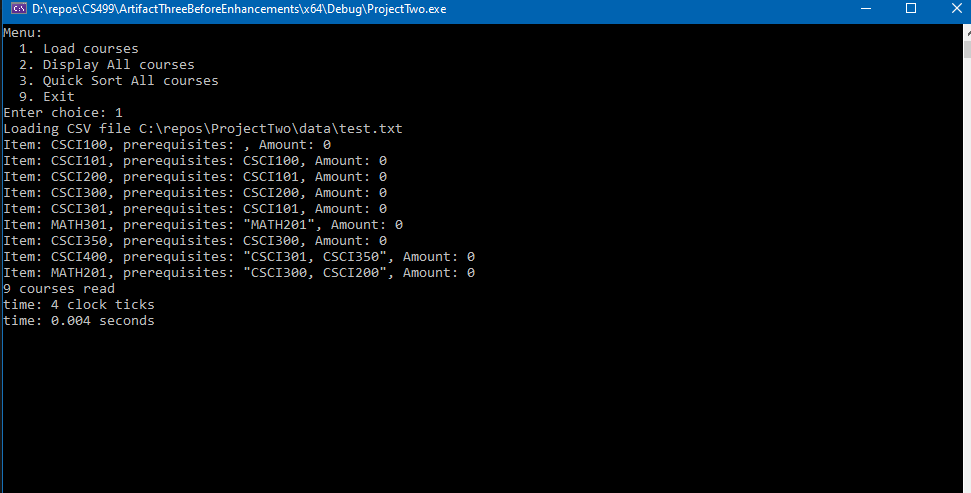 D:\repos\CS499\ArtifactThreeBeforeEnhancements\x64\Debug\ProjectTwo.exe
Menu:
  1. Load courses
  2. Display All courses
  3. Quick Sort All courses
  9. Exit
Enter choice: 1
Loading CSV file C:\repos\ProjectTwo\data\test.txt
Item: CSCI100, prerequisites: , Amount: 0
Item: CSCI101, prerequisites: CSCI100, Amount: 0
Item: CSCI200, prerequisites: CSCI101, Amount: 0
Item: CSCI300, prerequisites: CSCI200, Amount: 0
Item: CSCI301, prerequisites: CSCI101, Amount: 0
Item: MATH301, prerequisites: "MATH201", Amount: 0
Item: CSCI350, prerequisites: CSCI300, Amount: 0
Item: CSCI400, prerequisites: "CSCI301, CSCI350", Amount: 0
Item: MATH201, prerequisites: "CSCI300, CSCI200", Amount: 0
9 courses read
time: 4 clock ticks
time: 0.004 seconds